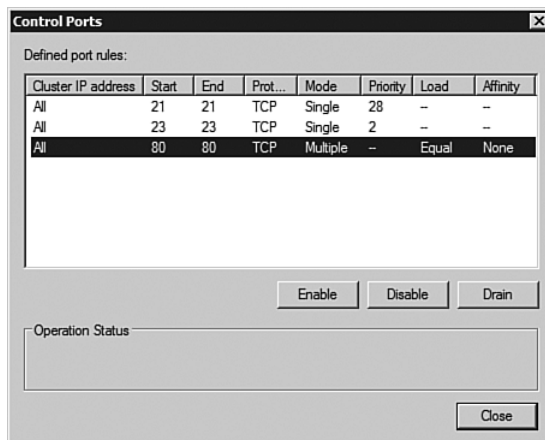 Control Ports
Defined port rules:
Cluster IP address Start End Prot... Mode Priority Load Affinity
All 21 21 TCP Single 28 -- --
All 23 23 TCP Single 2 -- --
All 80 80 TCP Multiple -- Equal None
Enable Disable Drain
Operation Status
Close